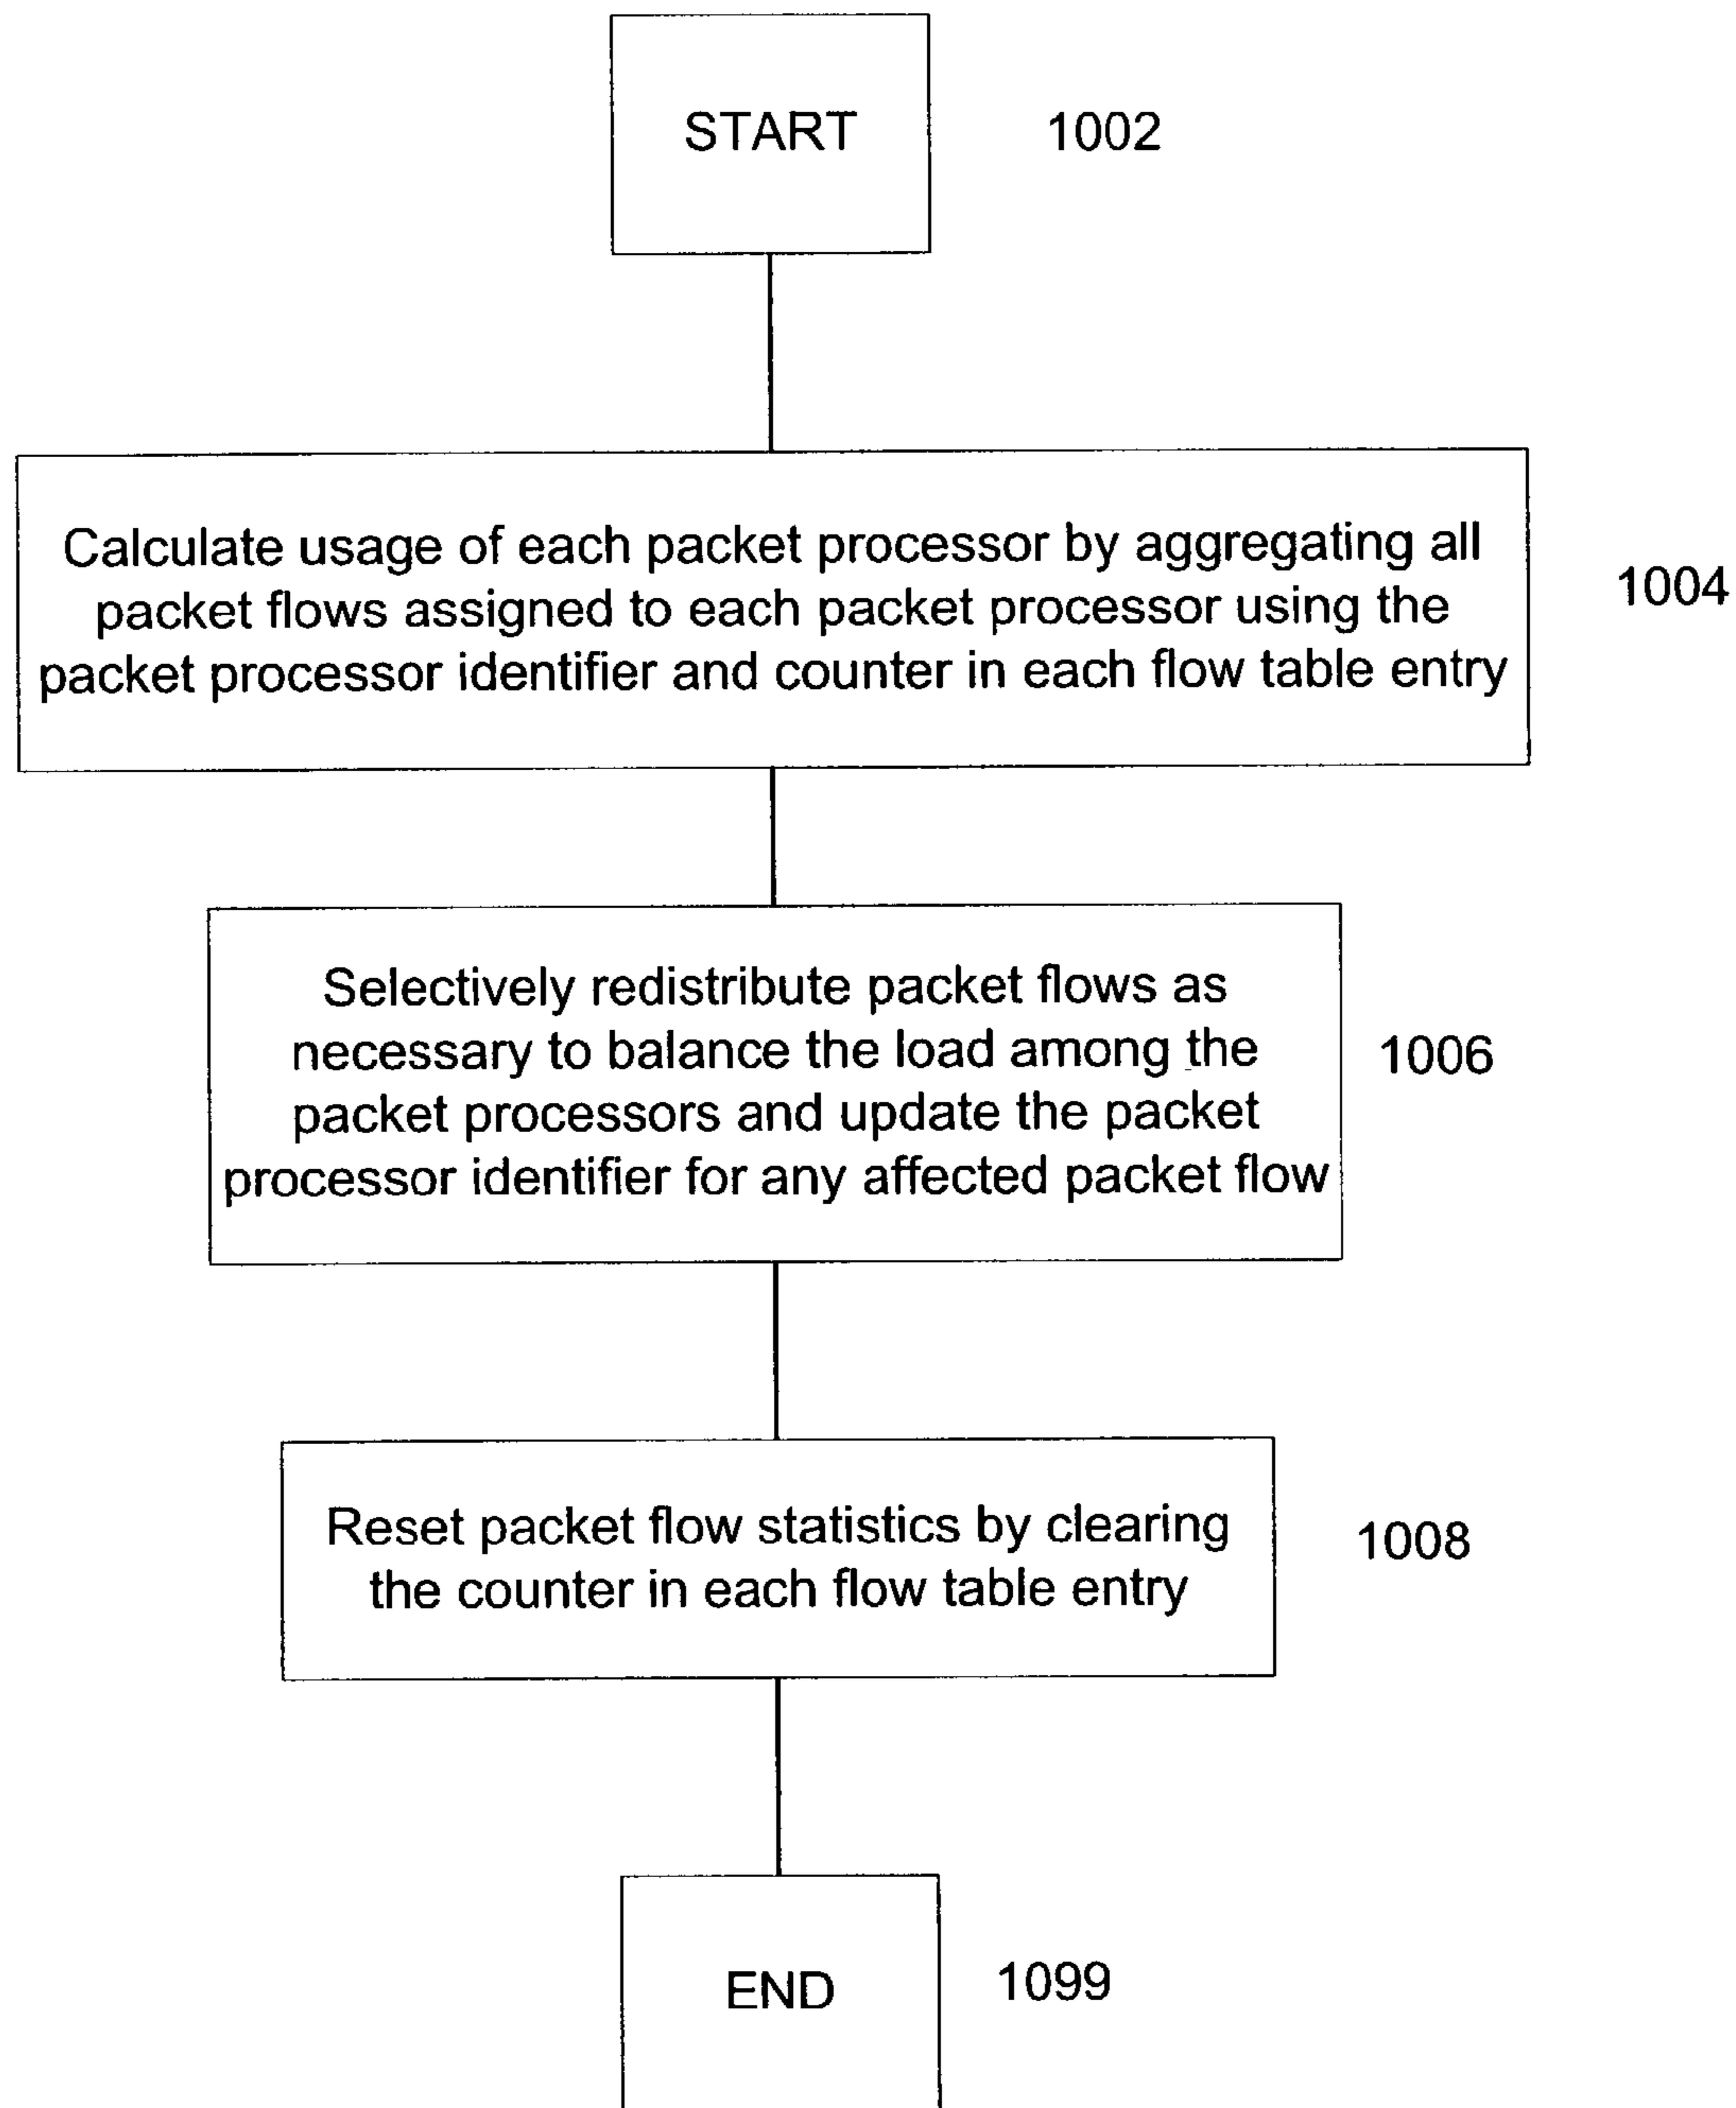 START
1002
Calculate usage of each packet processor by aggregating all
packet flows assigned to each packet processor using the
packet processor identifier and counter in each flow table entry
1004
Selectively redistribute packet flows as
necessary to balance the load among the
packet processors and update the packet
processor identifier for any affected packet flow
1006
Reset packet flow statistics by clearing
the counter in each flow table entry
1008
END
1099